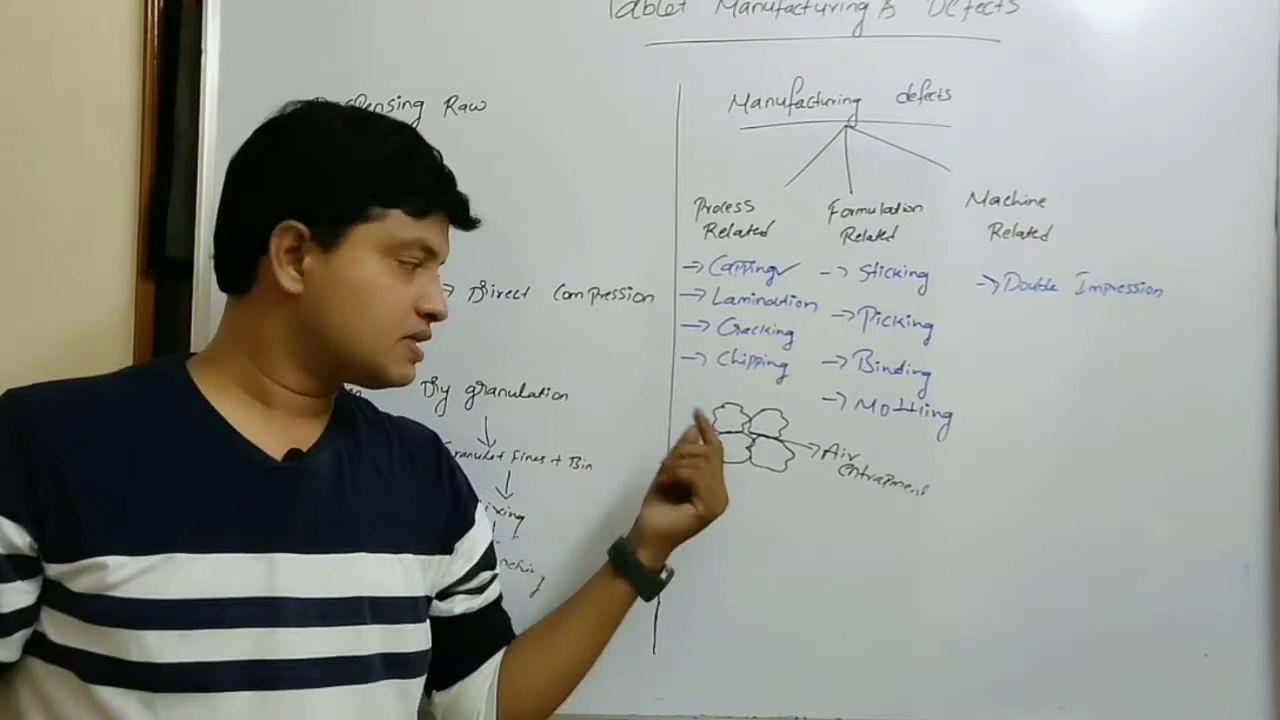 Tablet Manufacturing & Defects
Raw
→ Direct Compression
Dry granulation
Fines + Bin
Manufacturing defects
Process Related
→ Capping ✓
→ Lamination
→ Cracking
→ Chipping
→ Air entrapment
Formulation Related
→ Sticking
→ Picking
→ Binding
→ Mottling
Machine Related
→ Double Impression